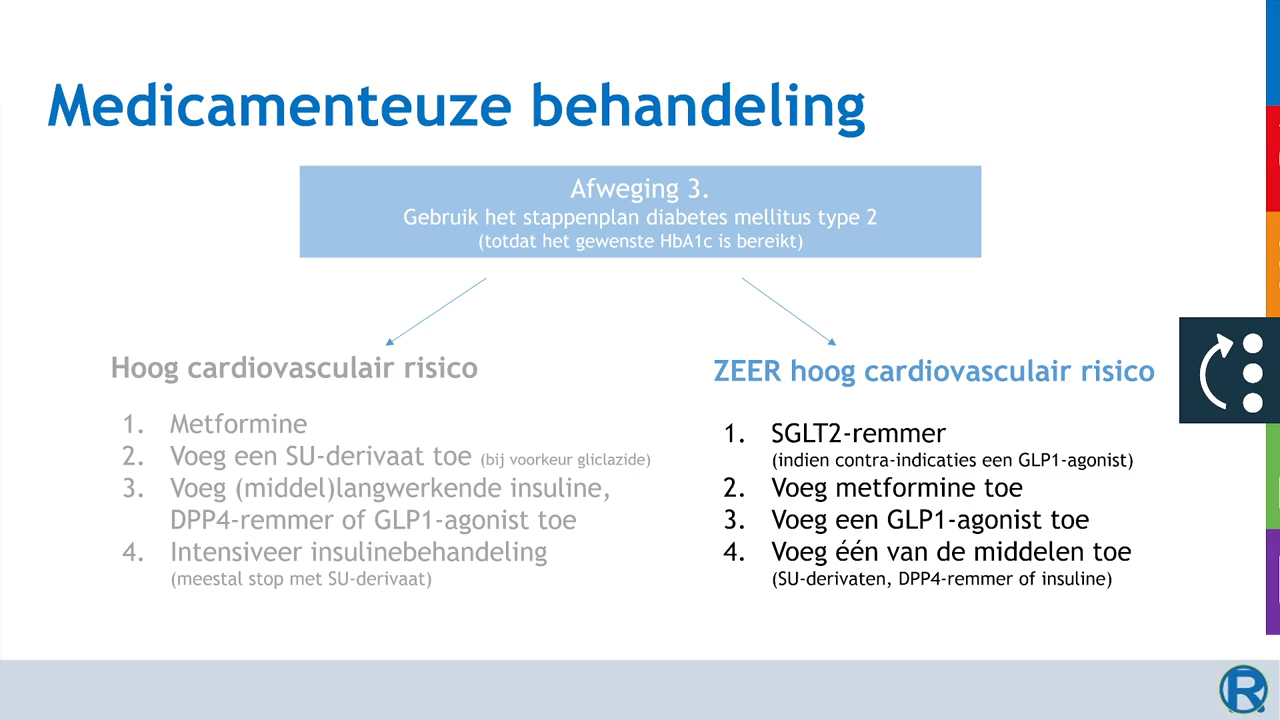 Medicamenteuze behandeling
Afweging 3.
Gebruik het stappenplan diabetes mellitus type 2
(totdat het gewenste HbA1c is bereikt)
Hoog cardiovasculair risico
1. Metformine
2. Voeg een SU-derivaat toe (bij voorkeur gliclazide)
3. Voeg (middel)langwerkende insuline,
DPP4-remmer of GLP1-agonist toe
4. Intensiveer insulinebehandeling
(meestal stop met SU-derivaat)
ZEER hoog cardiovasculair risico
1. SGLT2-remmer
(indien contra-indicaties een GLP1-agonist)
2. Voeg metformine toe
3. Voeg een GLP1-agonist toe
4. Voeg één van de middelen toe
(SU-derivaten, DPP4-remmer of insuline)
R